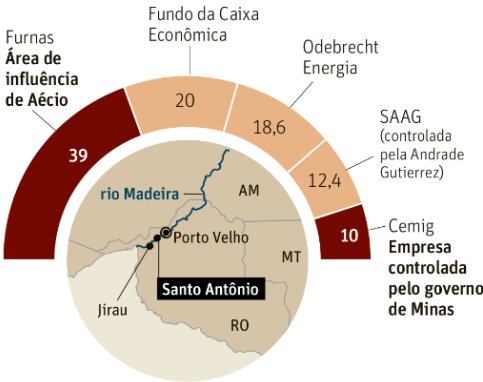 Furnas
Área de
influência
de Aécio
39
Fundo da Caixa
Econômica
20
Odebrecht
Energia
18,6
SAAG
(controlada
pela Andrade
Gutierrez)
12,4
Cemig
Empresa
controlada
pelo governo
de Minas
10
rio Madeira
AM
Porto Velho
MT
Santo Antônio
Jirau
RO